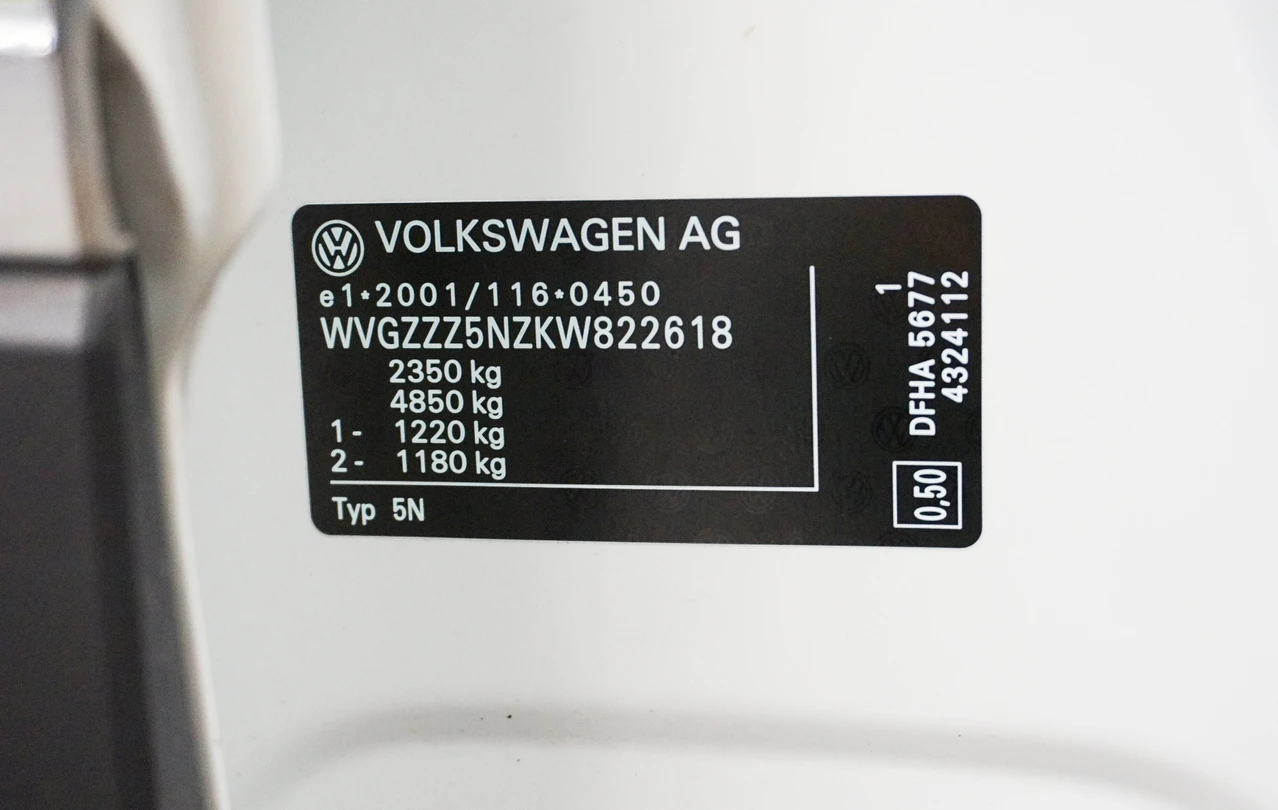 VOLKSWAGEN AG
e1*2001/116*0450
WVGZZZ5NZKW822618
2350 kg
4850 kg
1- 1220 kg
2- 1180 kg
Typ 5N
1
DFHA 5677
4324112
0,50